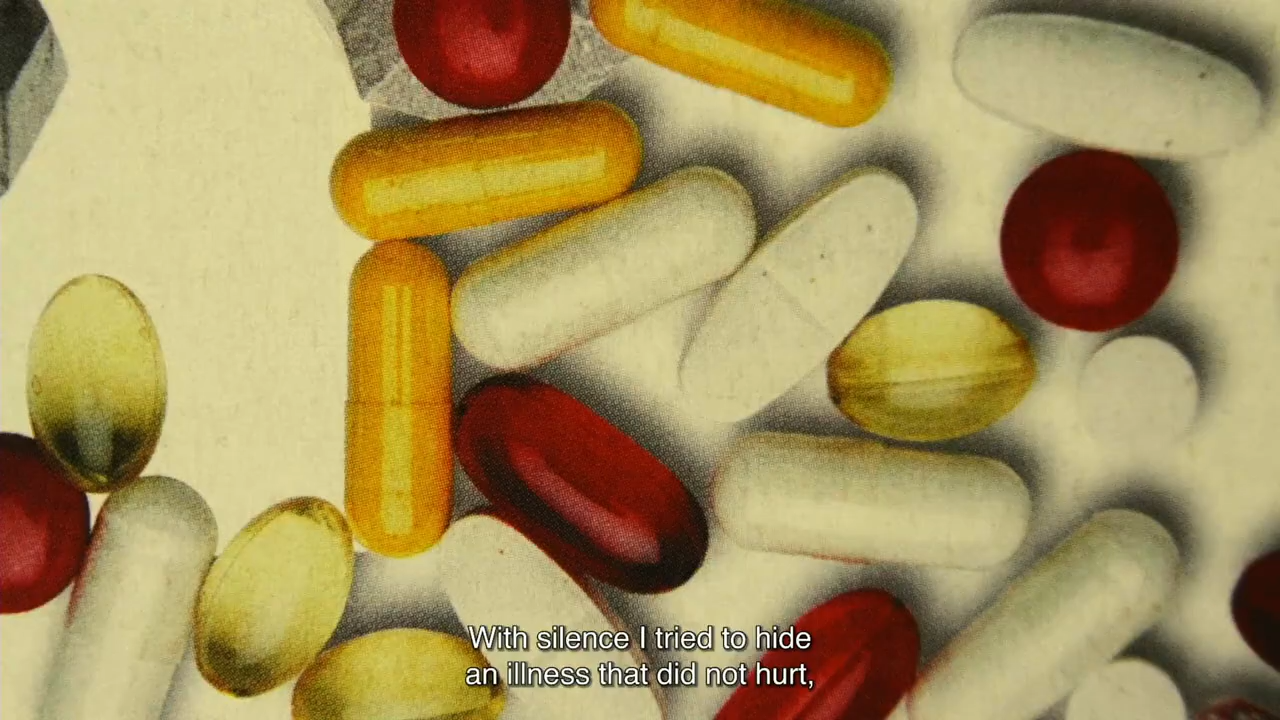 With silence I tried to hide
an illness that did not hurt,